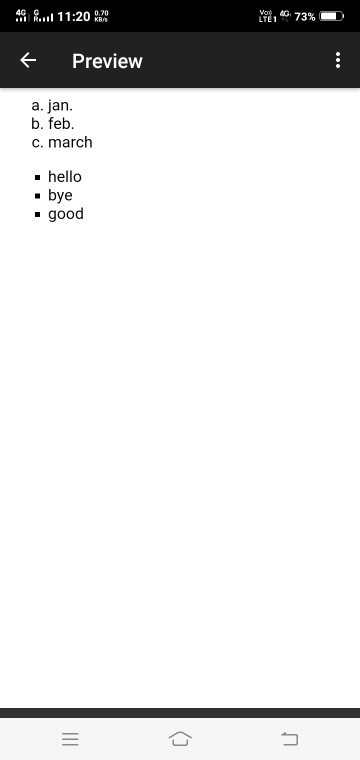 4G G R 11:20 0.70 KB/s Vo)) LTE1 4G 73%
Preview
a. jan.
b. feb.
c. march
▪ hello
▪ bye
▪ good